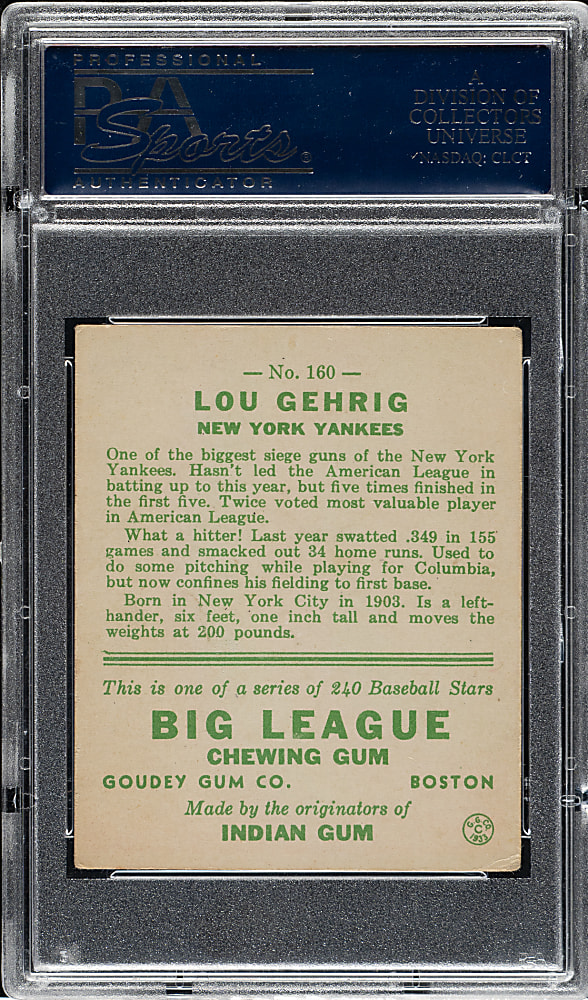 PROFESSIONAL
PSA
Sports®
AUTHENTICATOR
A
DIVISION OF
COLLECTORS
UNIVERSE
NASDAQ: CLCT
— No. 160 —
LOU GEHRIG
NEW YORK YANKEES
One of the biggest siege guns of the New York
Yankees. Hasn't led the American League in
batting up to this year, but five times finished in
the first five. Twice voted most valuable player
in American League.
What a hitter! Last year swatted .349 in 155
games and smacked out 34 home runs. Used to
do some pitching while playing for Columbia,
but now confines his fielding to first base.
Born in New York City in 1903. Is a left-
hander, six feet, one inch tall and moves the
weights at 200 pounds.
This is one of a series of 240 Baseball Stars
BIG LEAGUE
CHEWING GUM
GOUDEY GUM CO. BOSTON
Made by the originators of
INDIAN GUM
G.G.CO.
C
1933